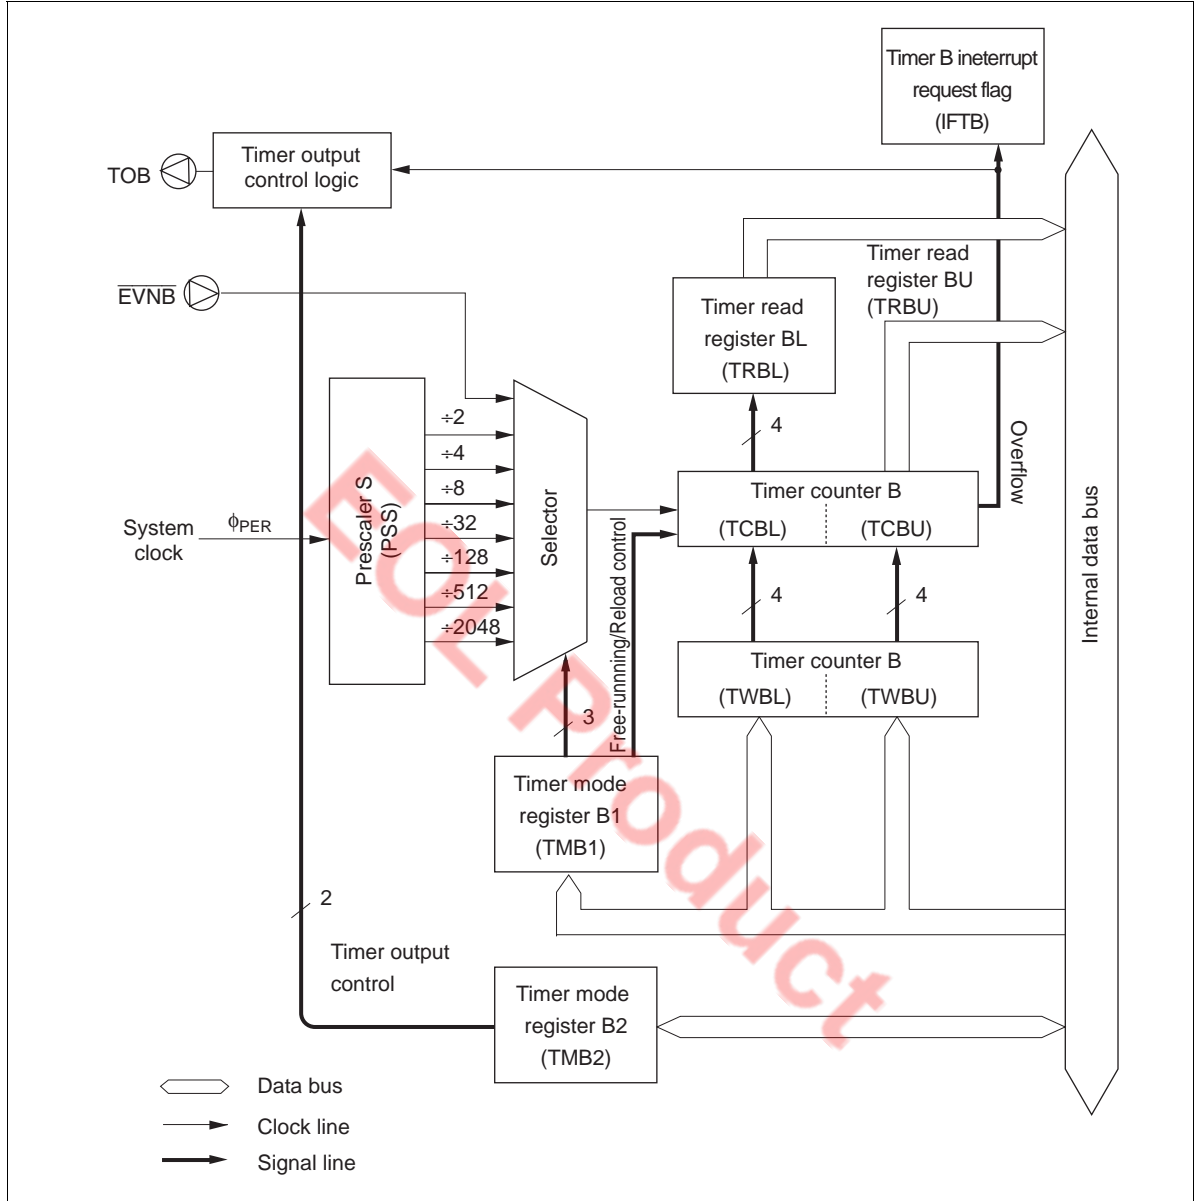 Timer B ineterrupt
request flag
(IFTB)
Timer output
control logic
TOB
EVNB
Timer read
register BU
(TRBU)
Timer read
register BL
(TRBL)
Overflow
Internal data bus
÷2
÷4
÷8
÷32
÷128
÷512
÷2048
Prescaler S
(PSS)
Selector
System
clock
ϕPER
4
Timer counter B
(TCBL)
(TCBU)
Free-runnning/Reload control
4
4
Timer counter B
(TWBL)
(TWBU)
3
Timer mode
register B1
(TMB1)
2
Timer output
control
Timer mode
register B2
(TMB2)
Data bus
Clock line
Signal line
EOL Product